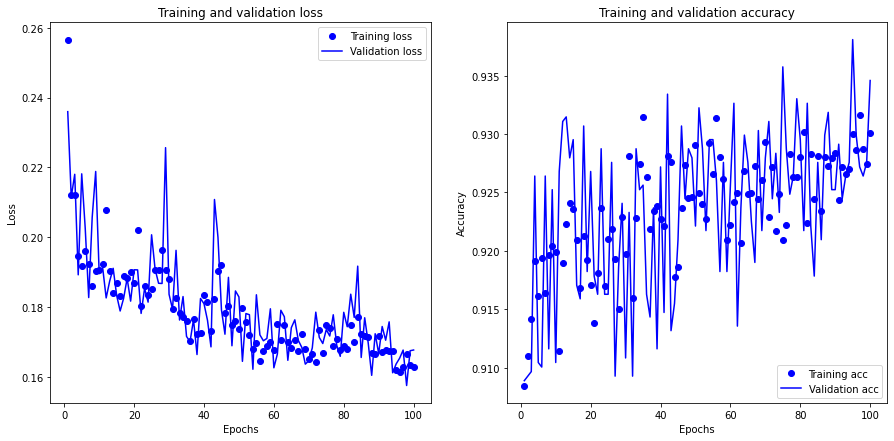 Training and validation loss
0.26
0.24
0.22
0.20
0.18
0.16
Loss
Training loss
Validation loss
0
20
40
60
80
100
Epochs
Training and validation accuracy
0.935
0.930
0.925
0.920
0.915
0.910
Accuracy
Training acc
Validation acc
0
20
40
60
80
100
Epochs